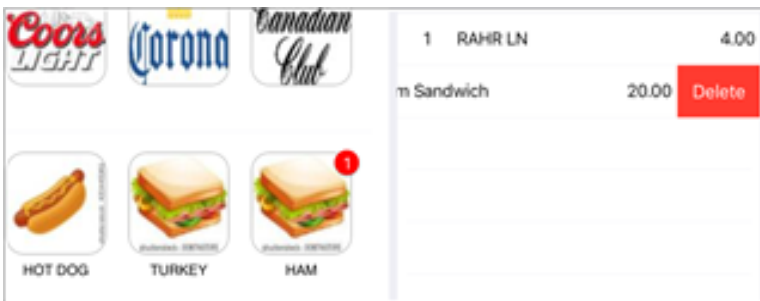 Coors
LIGHT
Corona
Canadian
Club
HOT DOG
TURKEY
1
HAM
1 RAHR LN 4.00
m Sandwich 20.00 Delete